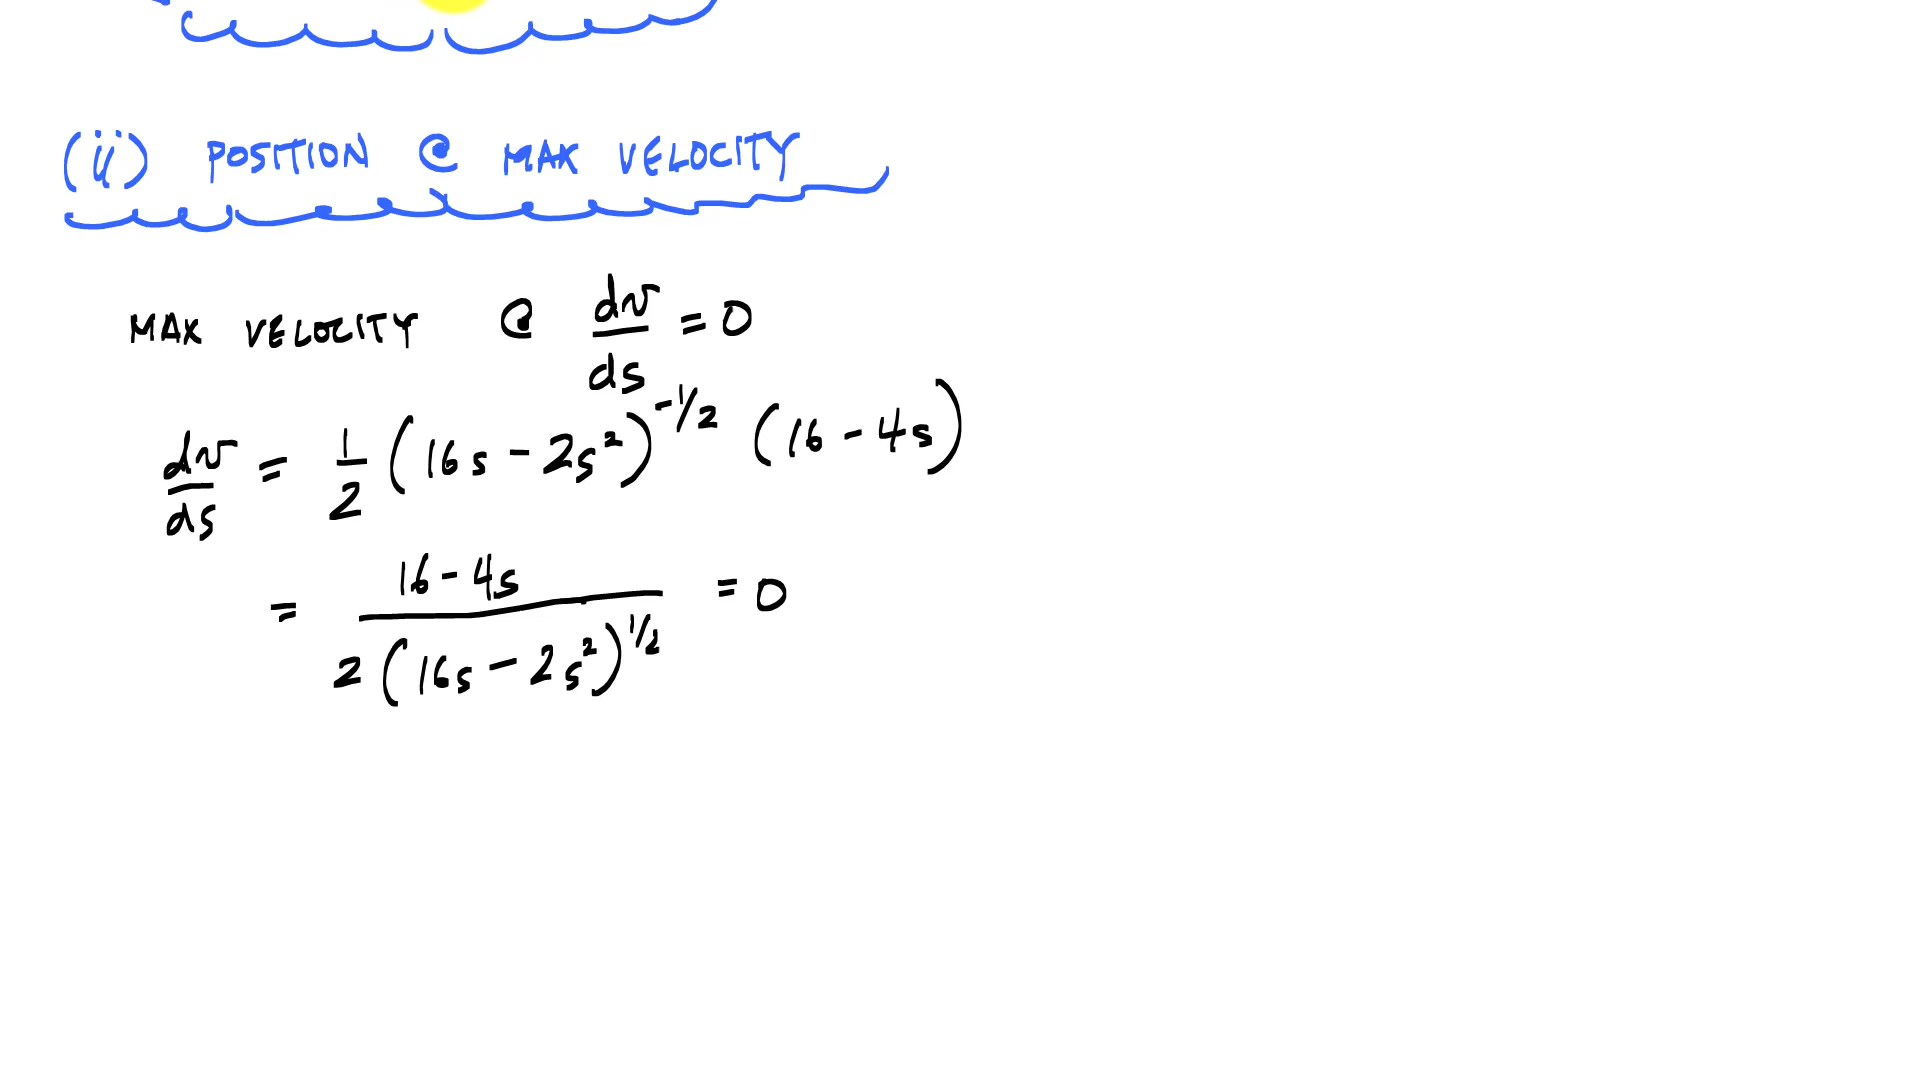 (ii) POSITION @ MAX VELOCITY
MAX VELOCITY @ dv/ds = 0
dv/ds = 1/2 (16s - 2s²)^-1/2 (16 - 4s)
= (16 - 4s) / 2(16s - 2s²)^1/2 = 0